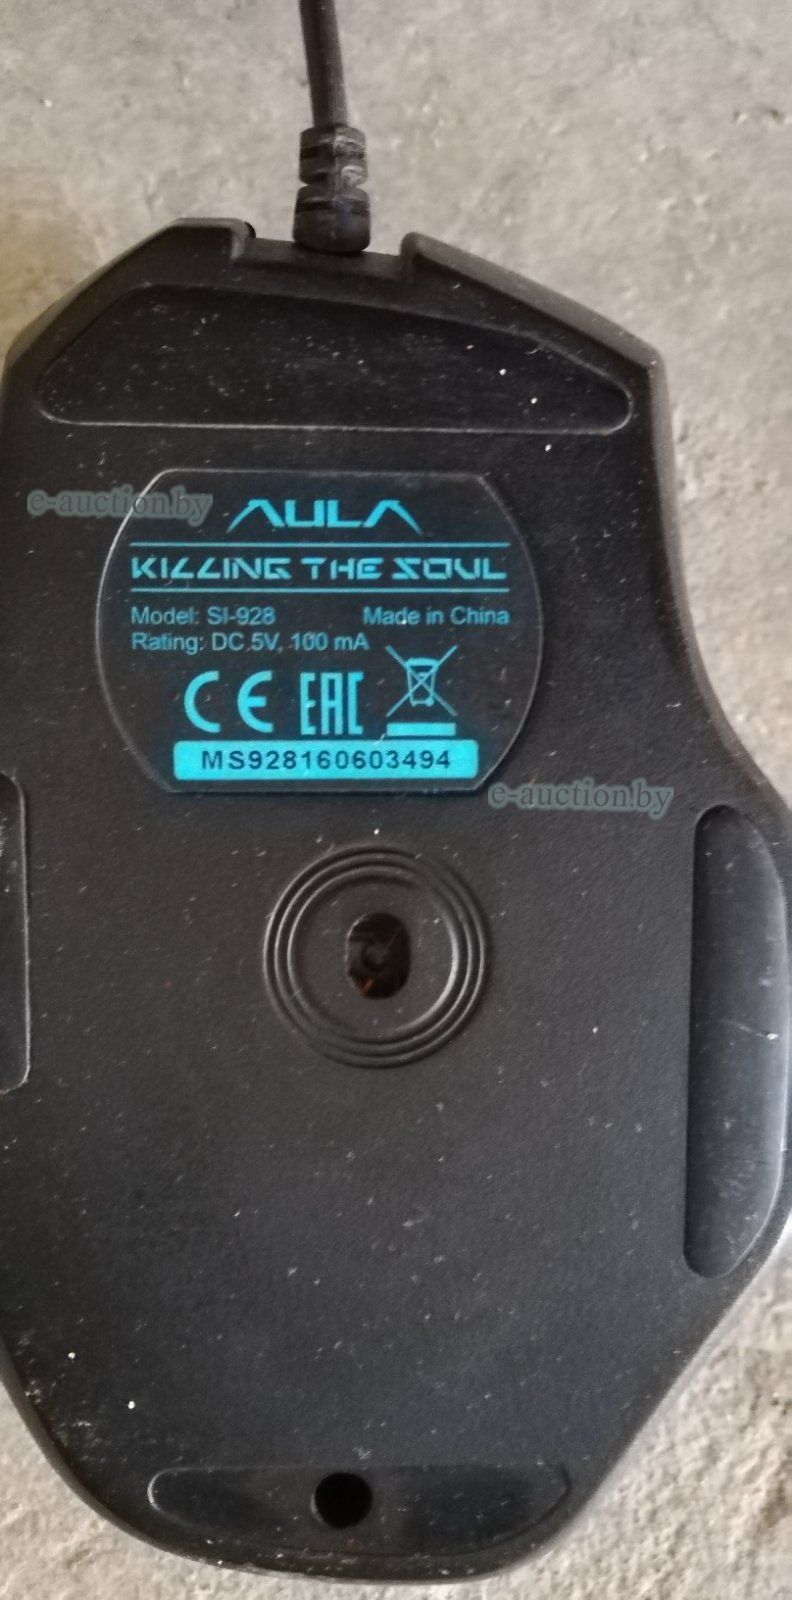 e-auction.by
AULA
KILLING THE SOUL
Model: SI-928 Made in China
Rating: DC 5V, 100 mA
CE EAC
MS928160603494
e-auction.by